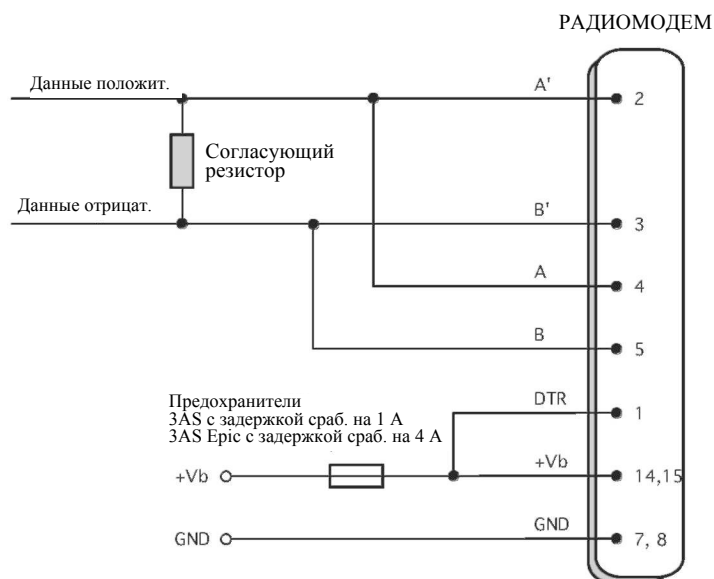 РАДИОМОДЕМ
Данные положит.
A'
2
Согласующий
резистор
Данные отрицат.
B'
3
A
4
B
5
Предохранители
3AS с задержкой сраб. на 1 А
3AS Epic с задержкой сраб. на 4 А
DTR
1
+Vb
+Vb
14,15
GND
GND
7, 8